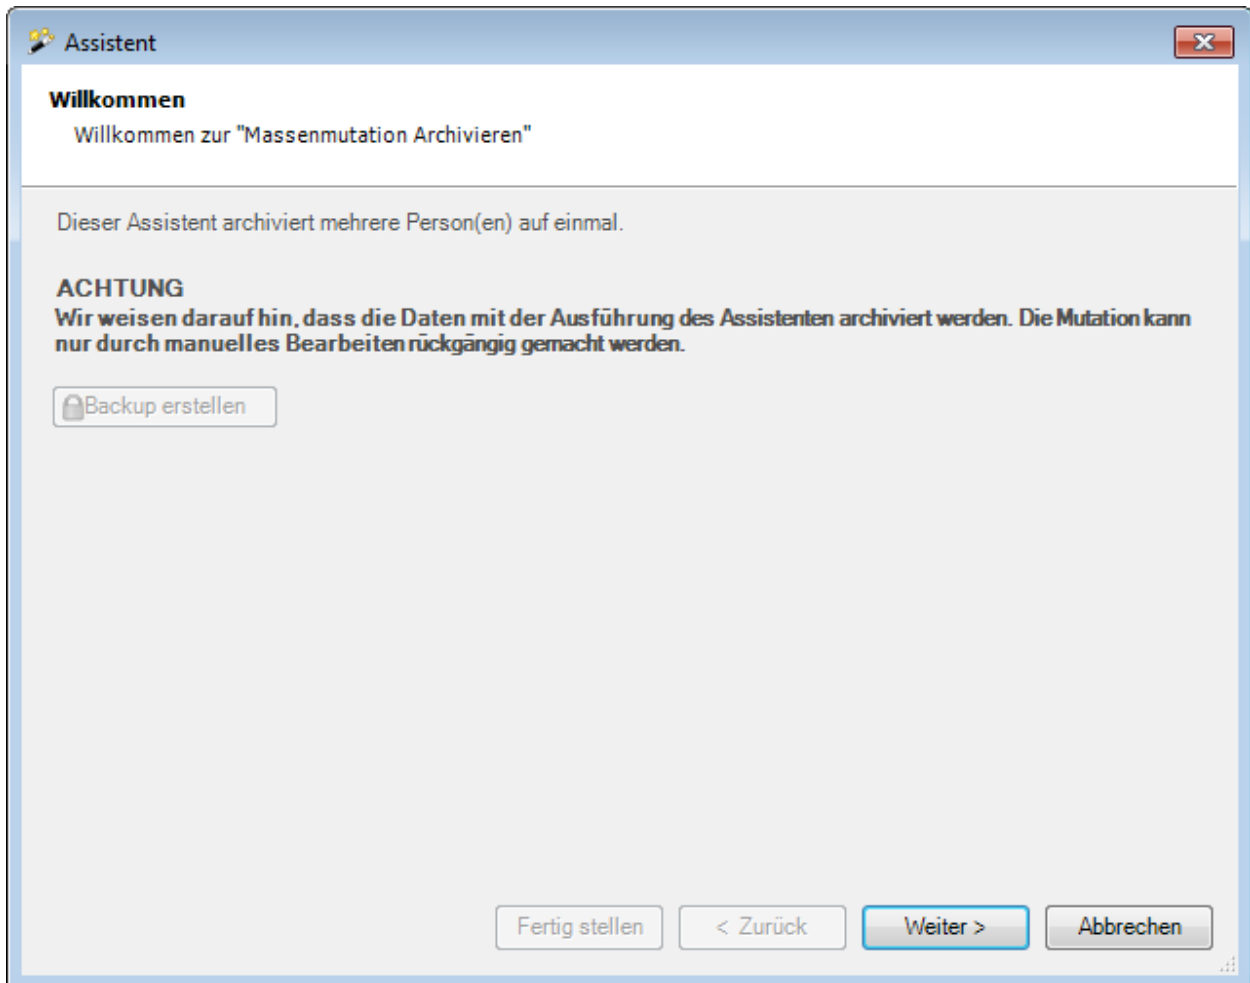 Assistent
Willkommen
Willkommen zur "Massenmutation Archivieren"
Dieser Assistent archiviert mehrere Person(en) auf einmal.
ACHTUNG
Wir weisen darauf hin, dass die Daten mit der Ausführung des Assistenten archiviert werden. Die Mutation kann
nur durch manuelles Bearbeiten rückgängig gemacht werden.
Backup erstellen
Fertig stellen
< Zurück
Weiter >
Abbrechen